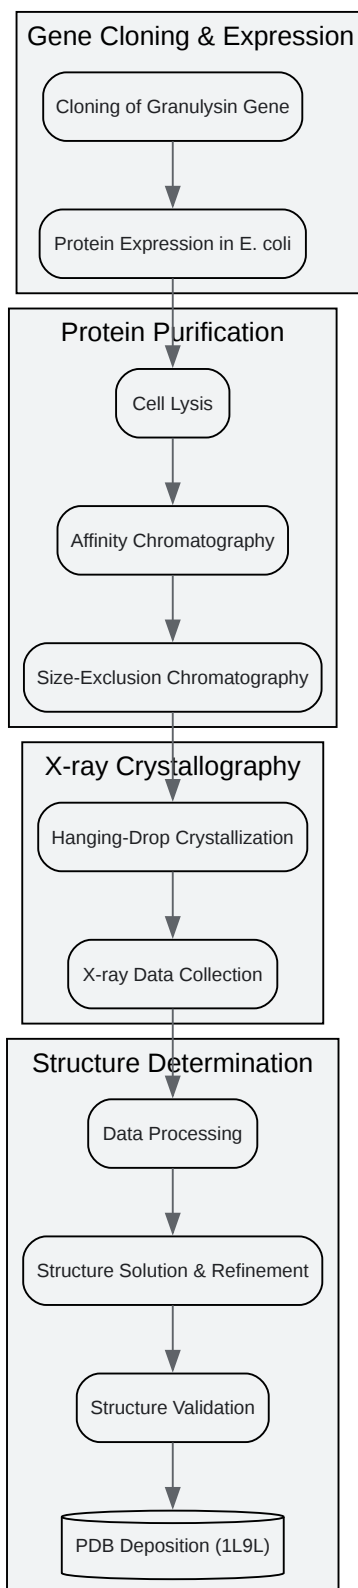 Gene Cloning & Expression
Cloning of Granulysin Gene
Protein Expression in E. coli
Protein Purification
Cell Lysis
Affinity Chromatography
Size-Exclusion Chromatography
X-ray Crystallography
Hanging-Drop Crystallization
X-ray Data Collection
Structure Determination
Data Processing
Structure Solution & Refinement
Structure Validation
PDB Deposition (1L9L)